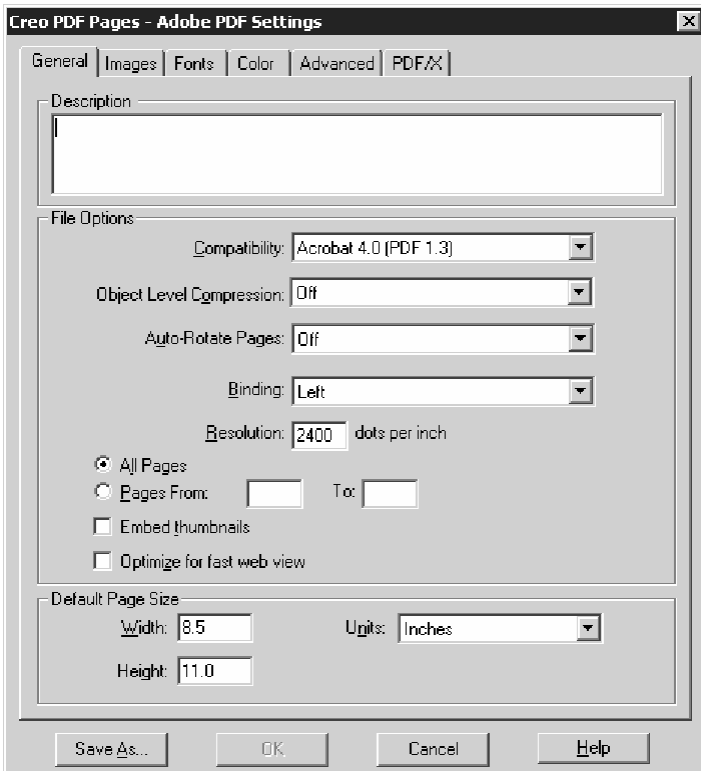 Creo PDF Pages - Adobe PDF Settings
General Images Fonts Color Advanced PDF/X
Description
File Options
Compatibility: Acrobat 4.0 (PDF 1.3)
Object Level Compression: Off
Auto-Rotate Pages: Off
Binding: Left
Resolution: 2400 dots per inch
All Pages
Pages From: To:
Embed thumbnails
Optimize for fast web view
Default Page Size
Width: 8.5 Units: Inches
Height: 11.0
Save As... OK Cancel Help